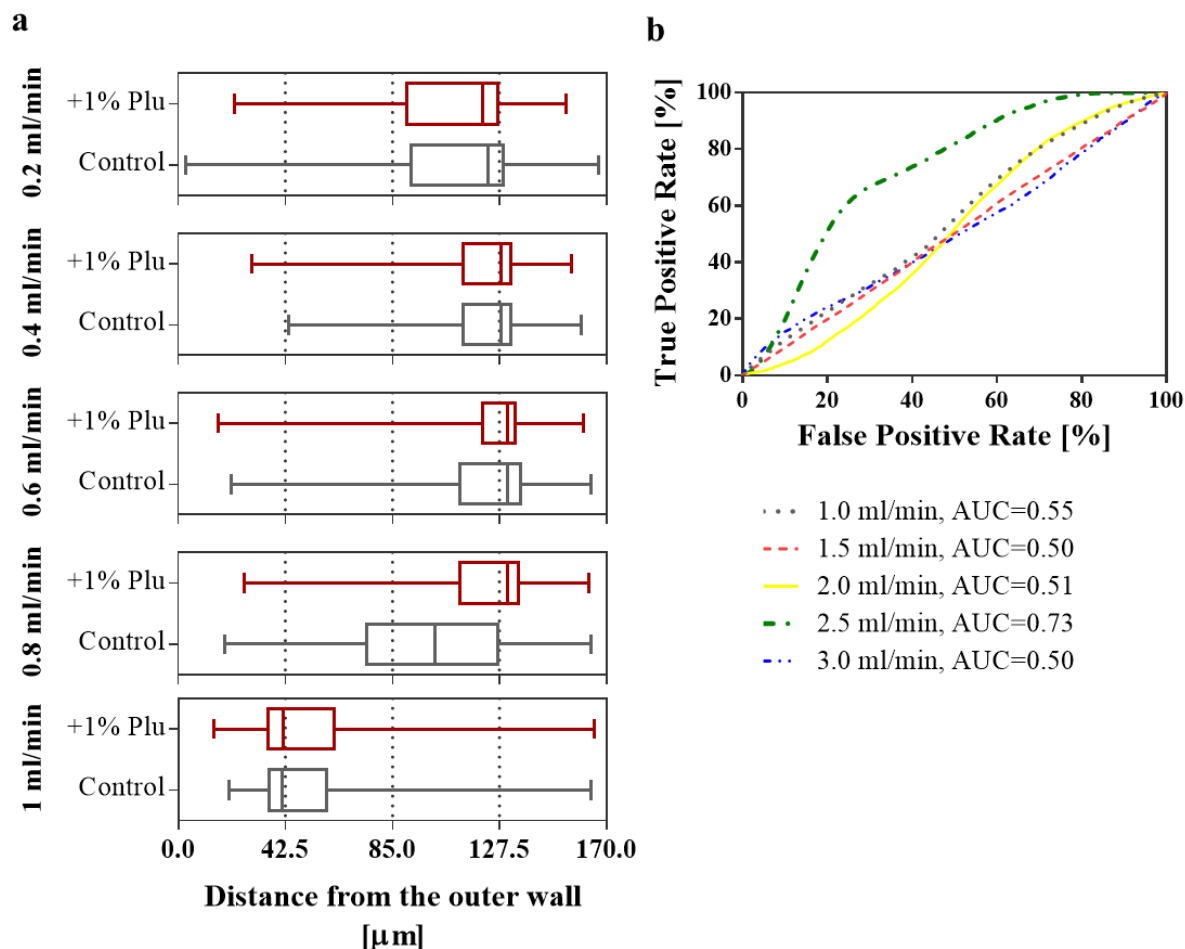 a
0.2 ml/min
+1% Plu
Control
0.4 ml/min
+1% Plu
Control
0.6 ml/min
+1% Plu
Control
0.8 ml/min
+1% Plu
Control
1 ml/min
+1% Plu
Control
0.0 42.5 85.0 127.5 170.0
Distance from the outer wall
[µm]
b
True Positive Rate [%]
100
80
60
40
20
0
0 20 40 60 80 100
False Positive Rate [%]
1.0 ml/min, AUC=0.55
1.5 ml/min, AUC=0.50
2.0 ml/min, AUC=0.51
2.5 ml/min, AUC=0.73
3.0 ml/min, AUC=0.50